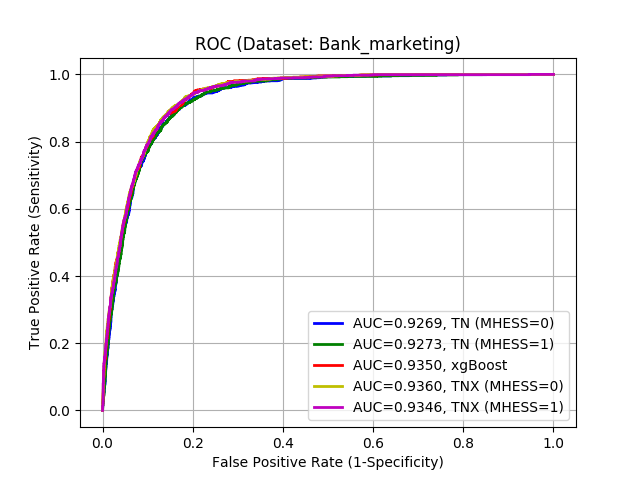 ROC (Dataset: Bank_marketing)
True Positive Rate (Sensitivity)
1.0
0.8
0.6
0.4
0.2
0.0
AUC=0.9269, TN (MHESS=0)
AUC=0.9273, TN (MHESS=1)
AUC=0.9350, xgBoost
AUC=0.9360, TNX (MHESS=0)
AUC=0.9346, TNX (MHESS=1)
0.0 0.2 0.4 0.6 0.8 1.0
False Positive Rate (1-Specificity)